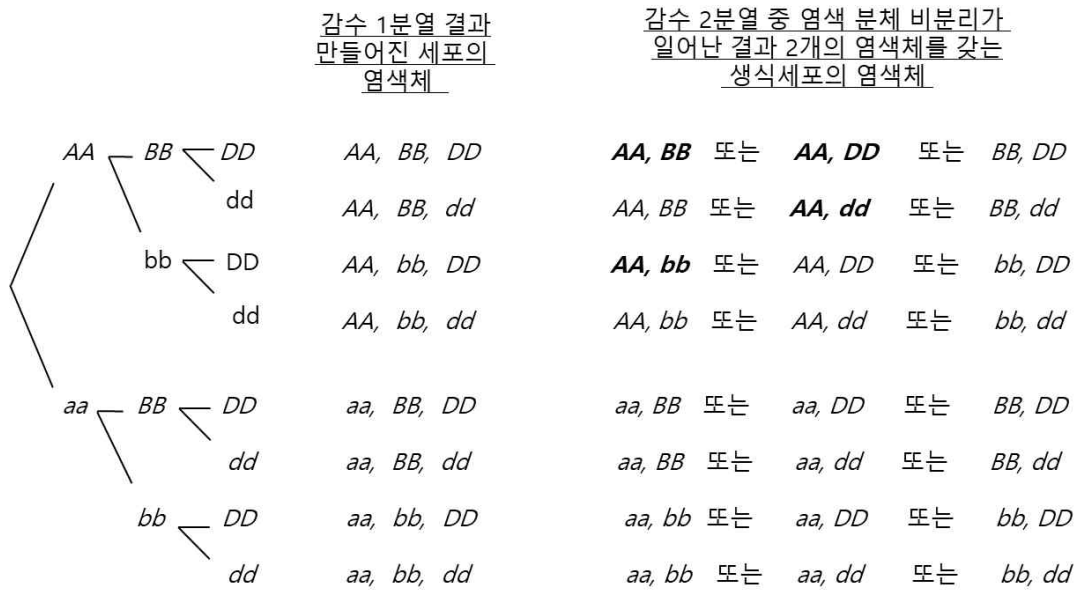 감수 1분열 결과
만들어진 세포의
염색체
감수 2분열 중 염색 분체 비분리가
일어난 결과 2개의 염색체를 갖는
생식세포의 염색체
AA BB DD AA, BB, DD AA, BB 또는 AA, DD 또는 BB, DD
dd AA, BB, dd AA, BB 또는 AA, dd 또는 BB, dd
bb DD AA, bb, DD AA, bb 또는 AA, DD 또는 bb, DD
dd AA, bb, dd AA, bb 또는 AA, dd 또는 bb, dd
aa BB DD aa, BB, DD aa, BB 또는 aa, DD 또는 BB, DD
dd aa, BB, dd aa, BB 또는 aa, dd 또는 BB, dd
bb DD aa, bb, DD aa, bb 또는 aa, DD 또는 bb, DD
dd aa, bb, dd aa, bb 또는 aa, dd 또는 bb, dd